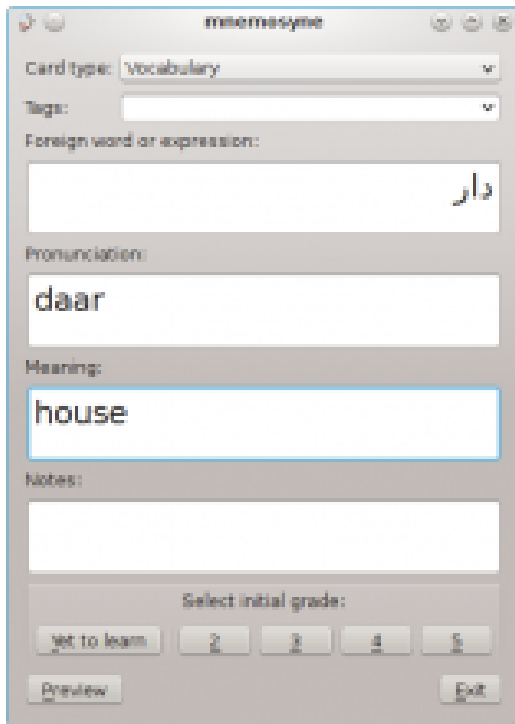 mnemosyne
Card type: Vocabulary
Tags:
Foreign word or expression:
دار
Pronunciation:
daar
Meaning:
house
Notes:
Select initial grade:
Yet to learn 2 3 4 5
Preview Exit